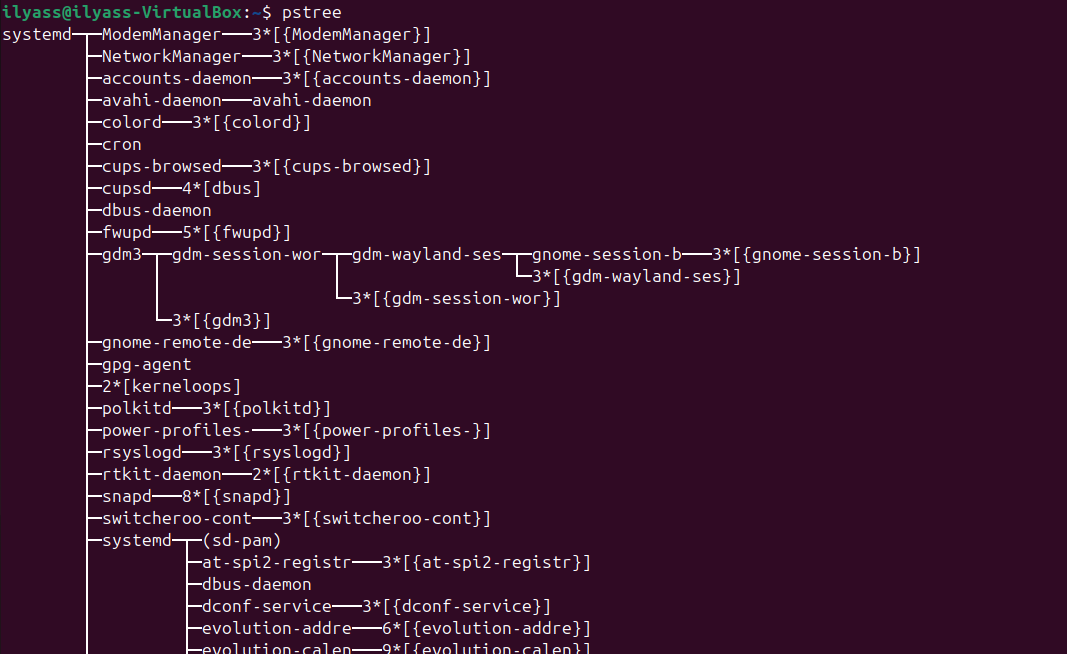 ilyass@ilyass-VirtualBox:~$ pstree
systemd─┬─ModemManager───3*[{ModemManager}]
        ├─NetworkManager───3*[{NetworkManager}]
        ├─accounts-daemon───3*[{accounts-daemon}]
        ├─avahi-daemon───avahi-daemon
        ├─colord───3*[{colord}]
        ├─cron
        ├─cups-browsed───3*[{cups-browsed}]
        ├─cupsd───4*[dbus]
        ├─dbus-daemon
        ├─fwupd───5*[{fwupd}]
        ├─gdm3─┬─gdm-session-wor─┬─gdm-wayland-ses─┬─gnome-session-b───3*[{gnome-session-b}]
        │      │                 │                 └─3*[{gdm-wayland-ses}]
        │      │                 └─3*[{gdm-session-wor}]
        │      └─3*[{gdm3}]
        ├─gnome-remote-de───3*[{gnome-remote-de}]
        ├─gpg-agent
        ├─2*[kerneloops]
        ├─polkitd───3*[{polkitd}]
        ├─power-profiles-───3*[{power-profiles-}]
        ├─rsyslogd───3*[{rsyslogd}]
        ├─rtkit-daemon───2*[{rtkit-daemon}]
        ├─snapd───8*[{snapd}]
        ├─switcheroo-cont───3*[{switcheroo-cont}]
        ├─systemd─┬─(sd-pam)
        │         ├─at-spi2-registr───3*[{at-spi2-registr}]
        │         ├─dbus-daemon
        │         ├─dconf-service───3*[{dconf-service}]
        │         ├─evolution-addre───6*[{evolution-addre}]
        │         ├─evolution-calen───9*[{evolution-calen}]